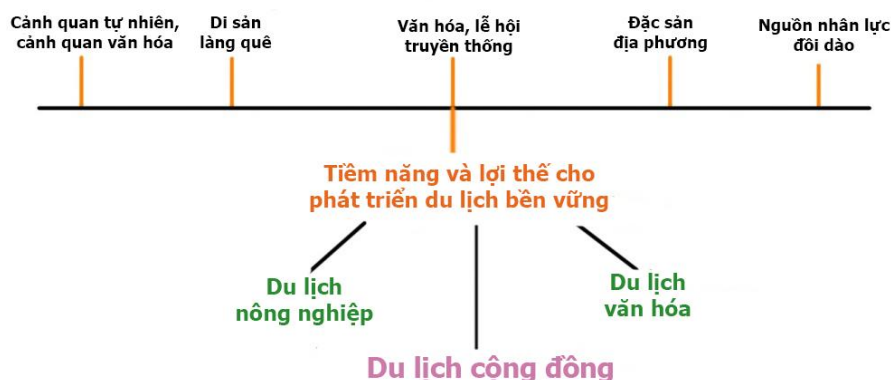 Cảnh quan tự nhiên,
cảnh quan văn hóa
Di sản
làng quê
Văn hóa, lễ hội
truyền thống
Đặc sản
địa phương
Nguồn nhân lực
đôi dào
Tiềm năng và lợi thế cho
phát triển du lịch bền vững
Du lịch
nông nghiệp
Du lịch
văn hóa
Du lịch cộng đông